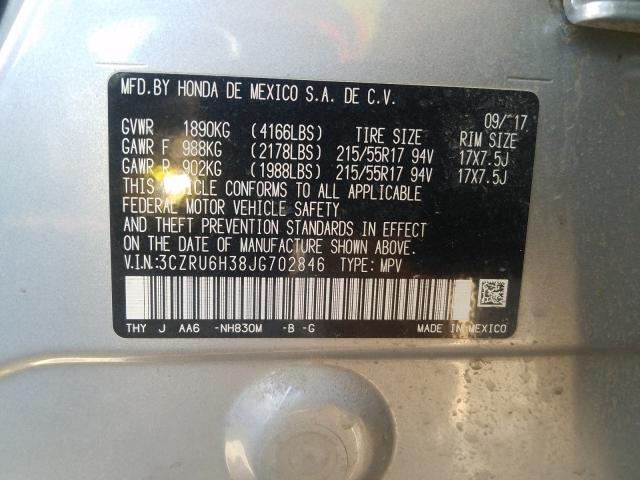 MFD.BY HONDA DE MEXICO S.A. DE C.V.
09/'17
GVWR 1890KG (4166LBS) TIRE SIZE RIM SIZE
GAWR F 988KG (2178LBS) 215/55R17 94V 17X7.5J
GAWR R 902KG (1988LBS) 215/55R17 94V 17X7.5J
THIS VEHICLE CONFORMS TO ALL APPLICABLE
FEDERAL MOTOR VEHICLE SAFETY
AND THEFT PREVENTION STANDARDS IN EFFECT
ON THE DATE OF MANUFACTURE SHOWN ABOVE.
V.I.N.:3CZRU6H38JG702846 TYPE: MPV
THY J AA6 -NH830M -B -G MADE IN MEXICO